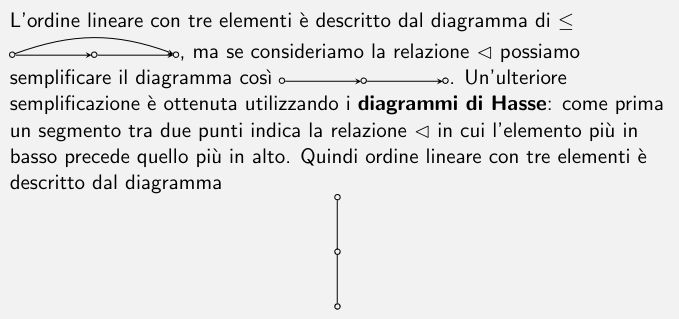 L'ordine lineare con tre elementi è descritto dal diagramma di ≤
, ma se consideriamo la relazione ⊲ possiamo
semplificare il diagramma così . Un'ulteriore
semplificazione è ottenuta utilizzando i diagrammi di Hasse: come prima
un segmento tra due punti indica la relazione ⊲ in cui l'elemento più in
basso precede quello più in alto. Quindi ordine lineare con tre elementi è
descritto dal diagramma